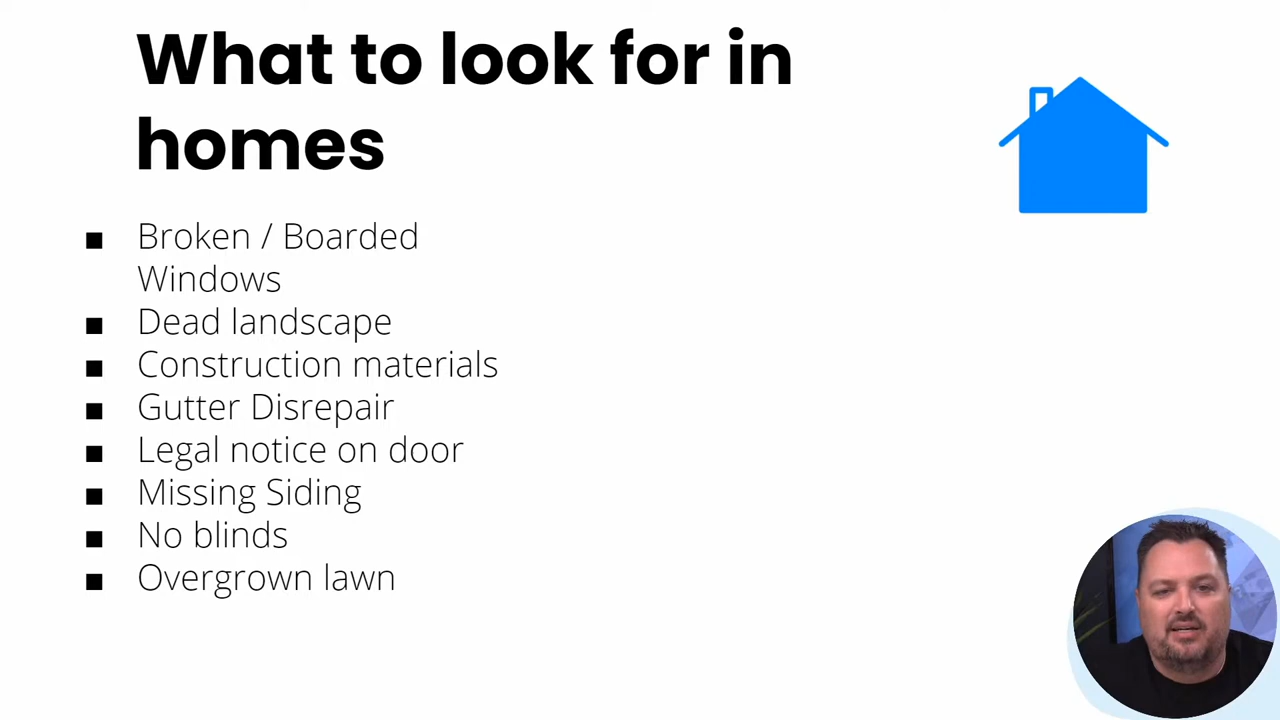 What to look for in
homes
■ Broken / Boarded
Windows
■ Dead landscape
■ Construction materials
■ Gutter Disrepair
■ Legal notice on door
■ Missing Siding
■ No blinds
■ Overgrown lawn